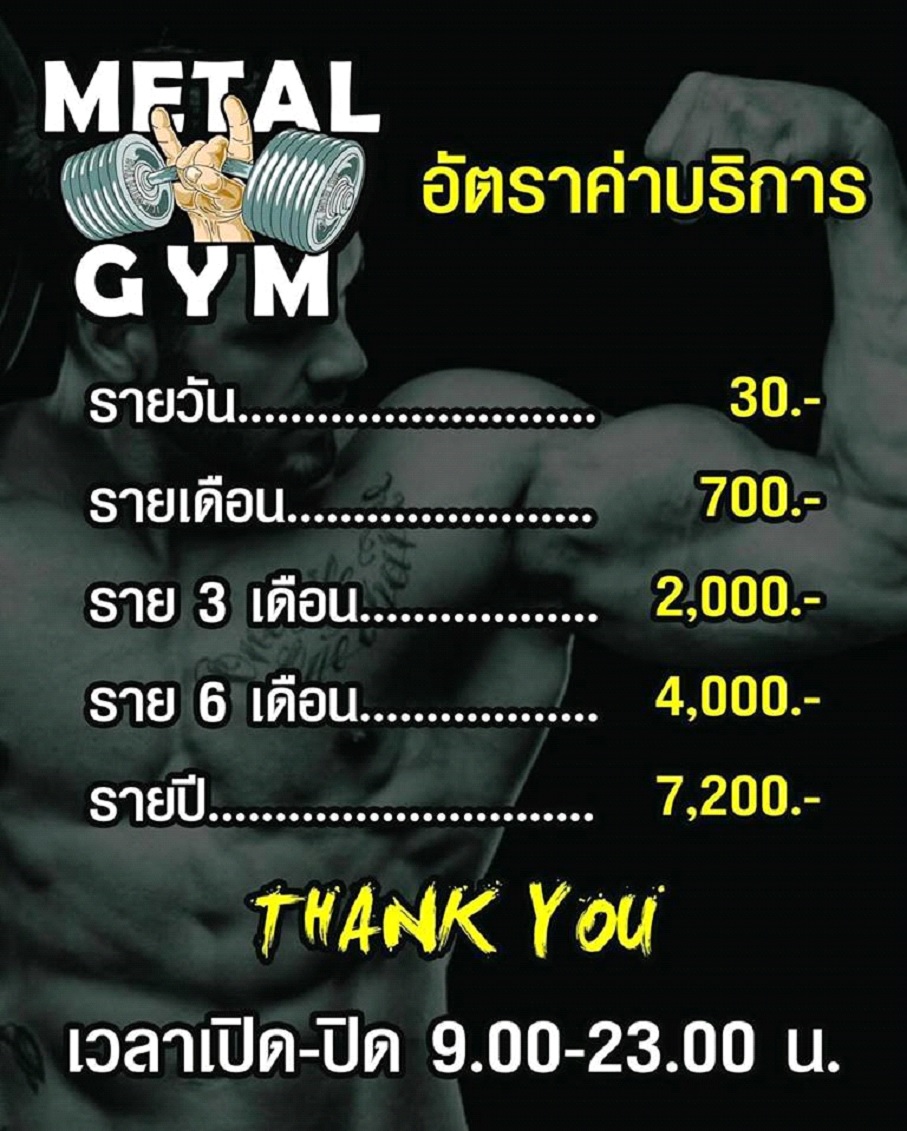 METAL
GYM
อัตราค่าบริการ
รายวัน........................... 30.-
รายเดือน....................... 700.-
ราย 3 เดือน.................. 2,000.-
ราย 6 เดือน.................. 4,000.-
รายปี............................. 7,200.-
THANK YOU
เวลาเปิด-ปิด 9.00-23.00 น.